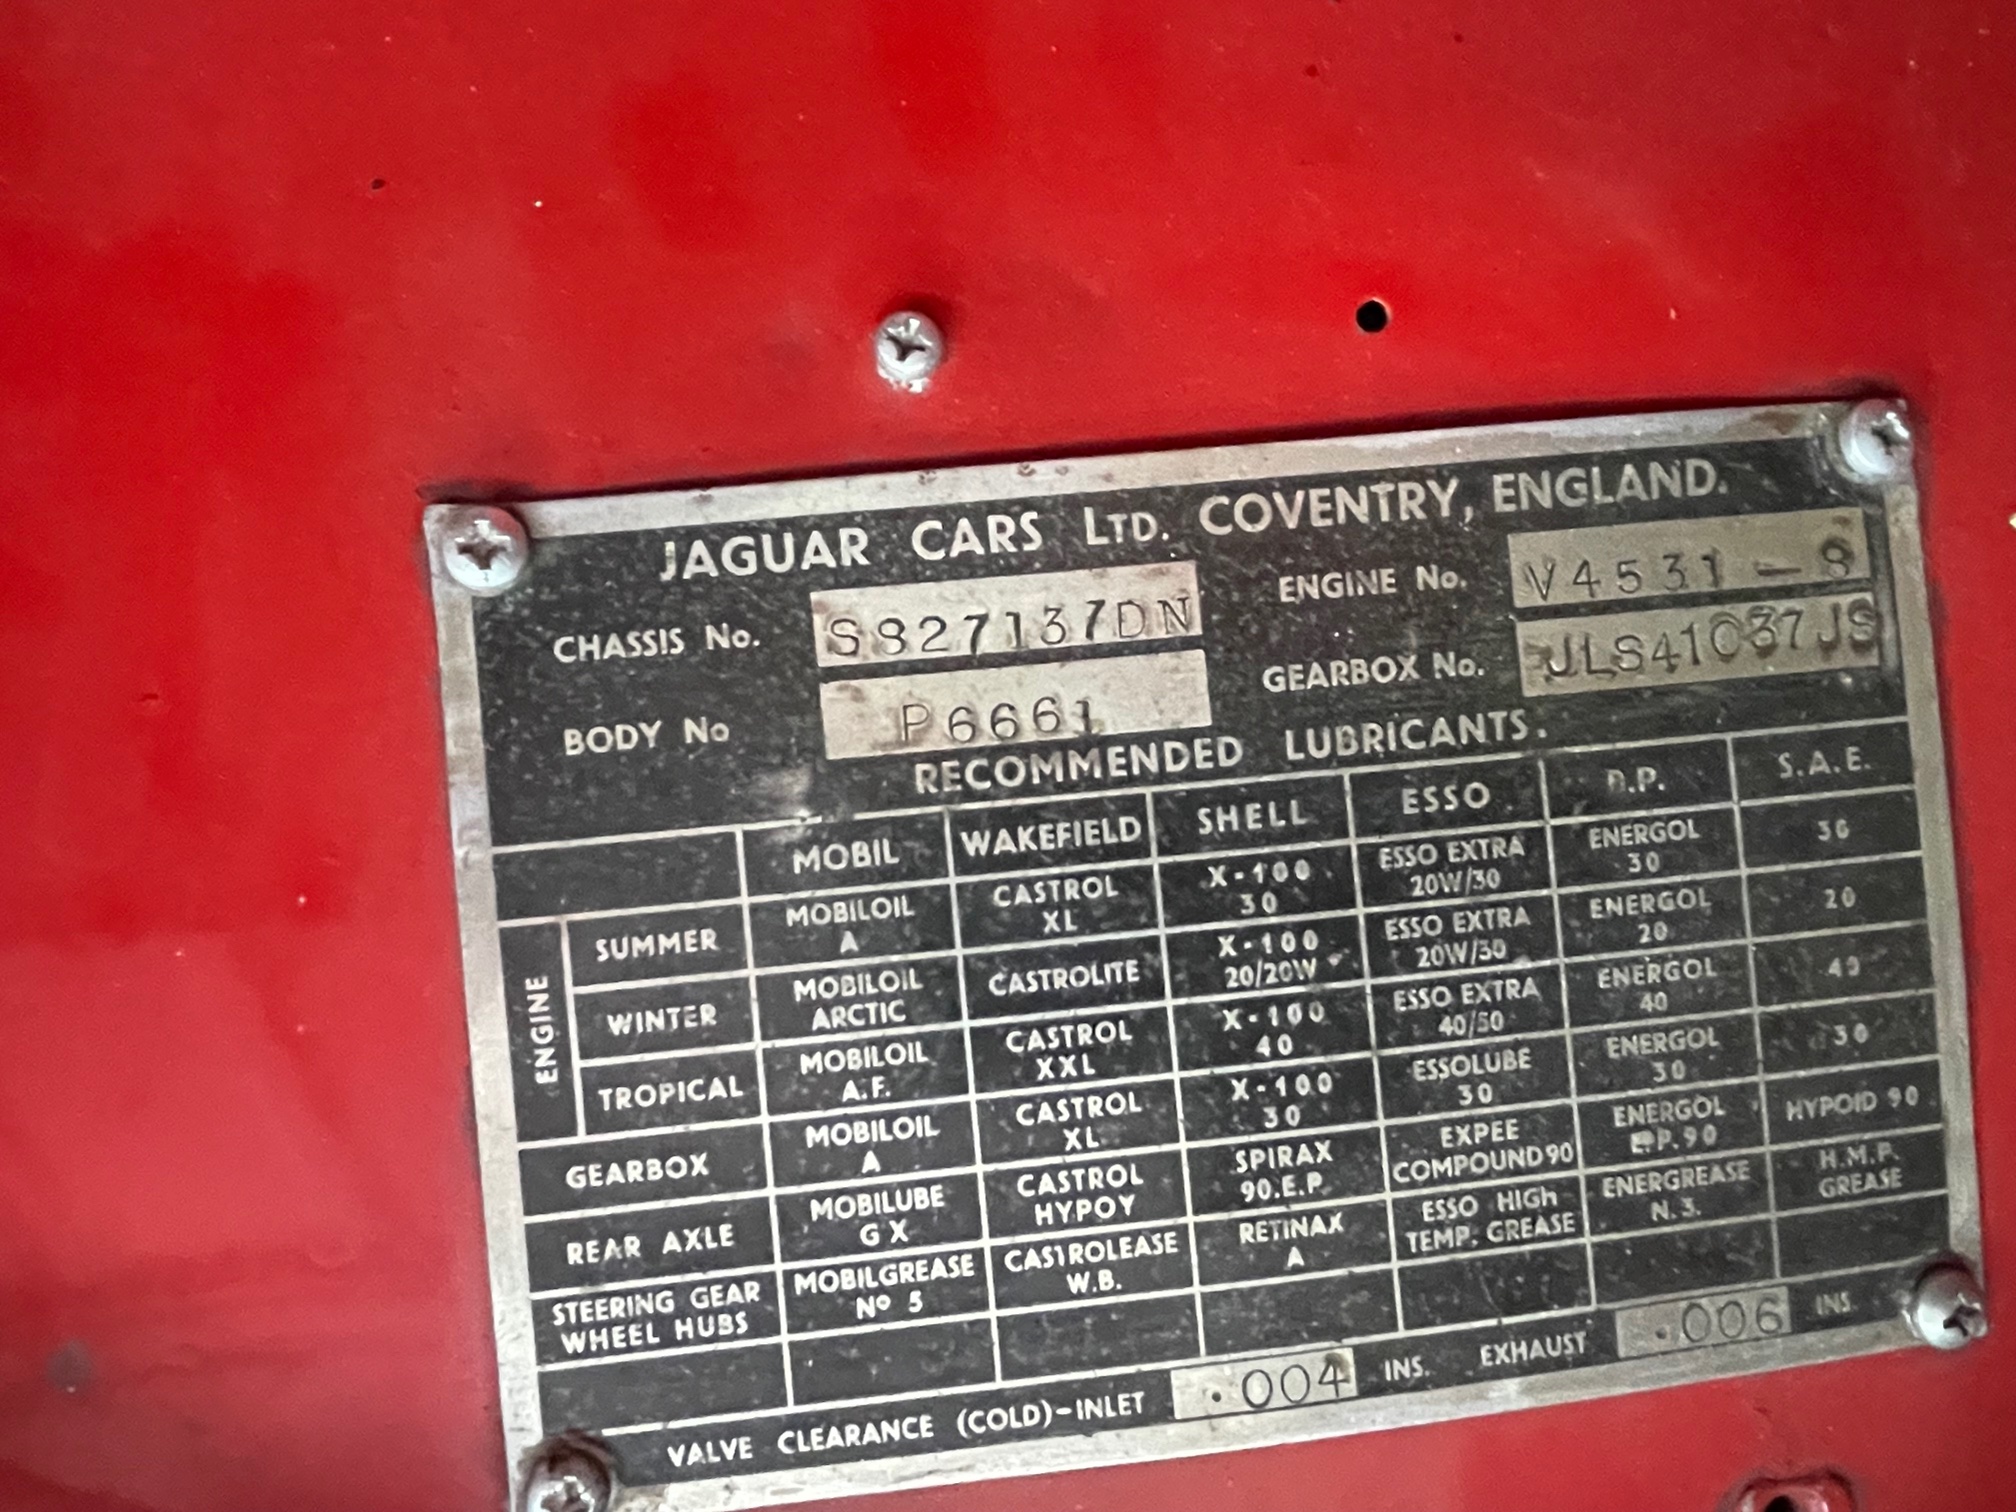 JAGUAR CARS LTD. COVENTRY, ENGLAND.
CHASSIS No. S827137DN ENGINE No. V4531-8
BODY No P6661 GEARBOX No. JLS41037JS
RECOMMENDED LUBRICANTS.
MOBIL WAKEFIELD SHELL ESSO B.P. S.A.E.
ENGINE
SUMMER MOBILOIL A CASTROL XL X-100 30 ESSO EXTRA 20W/30 ENERGOL 30 30
WINTER MOBILOIL ARCTIC CASTROLITE X-100 20/20W ESSO EXTRA 20W/30 ENERGOL 20 20
TROPICAL MOBILOIL A.F. CASTROL XXL X-100 40 ESSO EXTRA 40/50 ENERGOL 40 40
GEARBOX MOBILOIL A CASTROL XL X-100 30 ESSOLUBE 30 ENERGOL 30 30
REAR AXLE MOBILUBE GX CASTROL HYPOY SPIRAX 90.E.P. EXPEE COMPOUND 90 ENERGOL E.P.90 HYPOID 90
STEERING GEAR WHEEL HUBS MOBILGREASE No 5 CASTROLEASE W.B. RETINAX A ESSO HIGH TEMP. GREASE ENERGREASE N.3. H.M.P. GREASE
VALVE CLEARANCE (COLD)-INLET .004 INS. EXHAUST .006 INS.